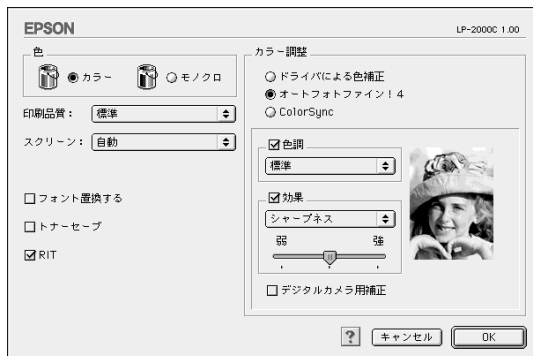 EPSON
LP-2000C 1.00
色
カラー
モノクロ
印刷品質：
標準
スクリーン：
自動
フォント置換する
トナーセーブ
RIT
カラー調整
ドライバによる色補正
オートフォトファイン！4
ColorSync
色調
標準
効果
シャープネス
弱 強
デジタルカメラ用補正
? キャンセル OK